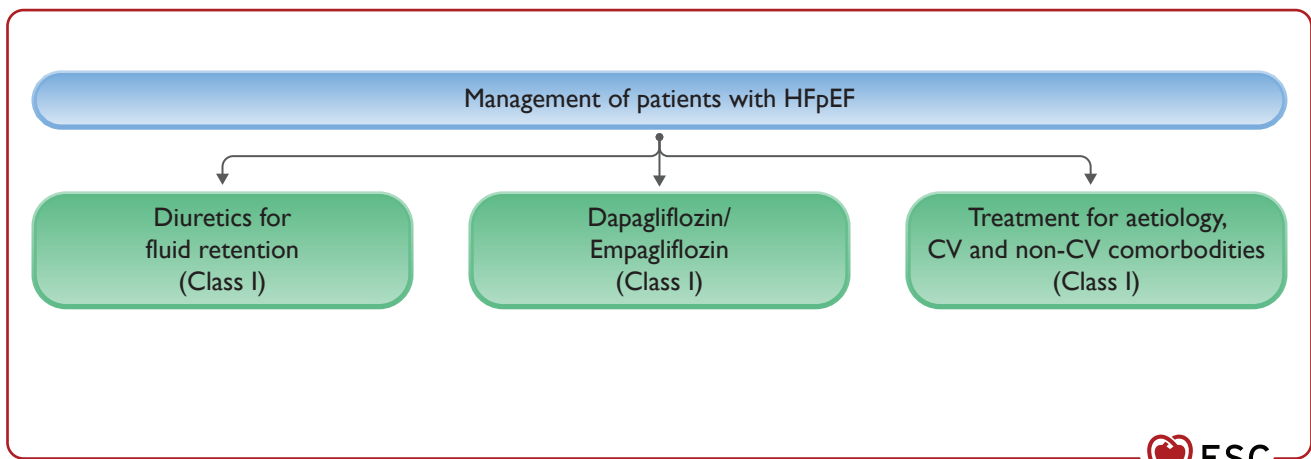 Management of patients with HFpEF
Diuretics for
fluid retention
(Class I)
Dapagliflozin/
Empagliflozin
(Class I)
Treatment for aetiology,
CV and non-CV comorbodities
(Class I)
ESC